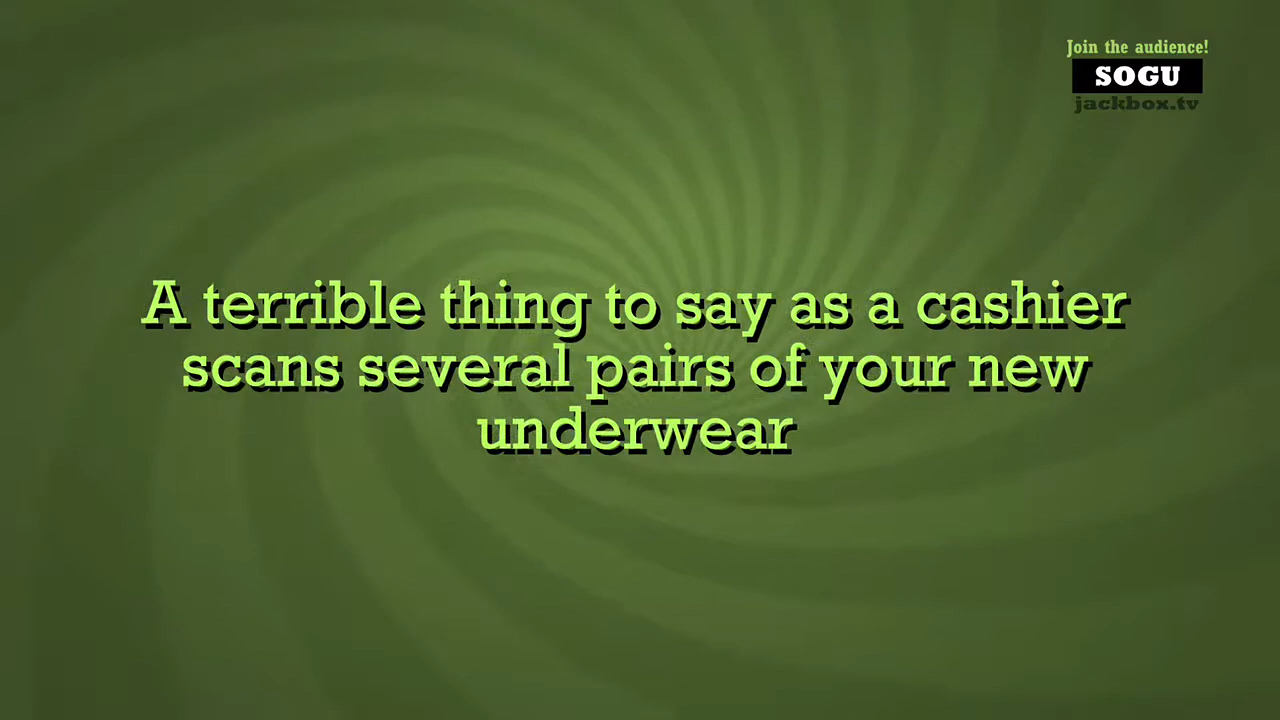 Join the audience!
SOGU
jackbox.tv
A terrible thing to say as a cashier
scans several pairs of your new
underwear